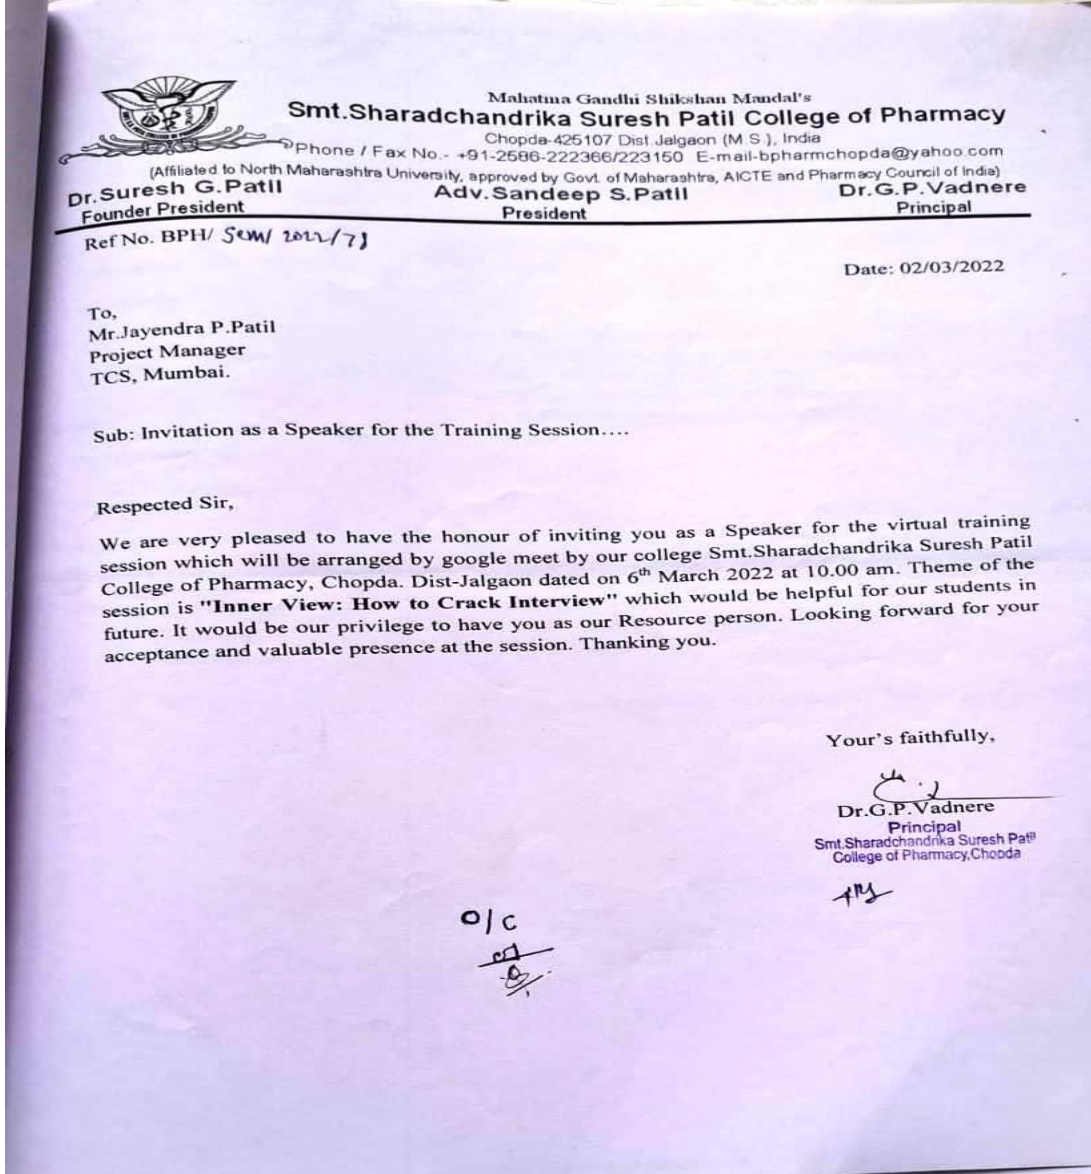 Mahatma Gandhi Shikshan Mandal's
Smt.Sharadchandrika Suresh Patil College of Pharmacy
Chopda-425107 Dist.Jalgaon (M.S.), India
Phone / Fax No.- +91-2586-222366/223150 E-mail-bpharmchopda@yahoo.com
(Affiliated to North Maharashtra University, approved by Govt. of Maharashtra, AICTE and Pharmacy Council of India)
Dr.Suresh G.Patil Adv.Sandeep S.Patil Dr.G.P.Vadnere
Founder President President Principal
Ref No. BPH/ Sem/ 2022/71
Date: 02/03/2022
To,
Mr.Jayendra P.Patil
Project Manager
TCS, Mumbai.
Sub: Invitation as a Speaker for the Training Session....
Respected Sir,
We are very pleased to have the honour of inviting you as a Speaker for the virtual training
session which will be arranged by google meet by our college Smt.Sharadchandrika Suresh Patil
College of Pharmacy, Chopda. Dist-Jalgaon dated on 6th March 2022 at 10.00 am. Theme of the
session is "Inner View: How to Crack Interview" which would be helpful for our students in
future. It would be our privilege to have you as our Resource person. Looking forward for your
acceptance and valuable presence at the session. Thanking you.
Your's faithfully,
Dr.G.P.Vadnere
Principal
Smt.Sharadchandrika Suresh Patil
College of Pharmacy,Chopda
O/C